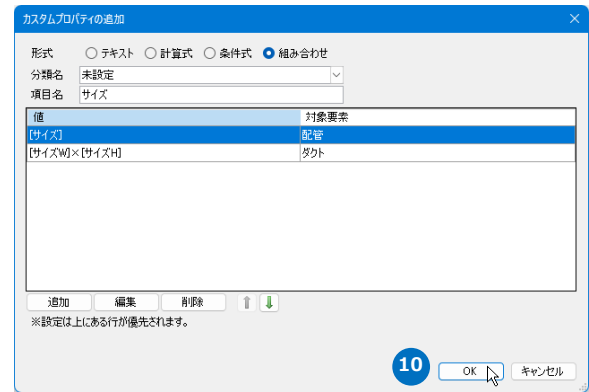 カスタムプロパティの追加
形式 テキスト 計算式 条件式 組み合わせ
分類名 未設定
項目名 サイズ
値 対象要素
[サイズ] 配管
[サイズW]×[サイズH] ダクト
追加 編集 削除
※設定は上にある行が優先されます。
10 OK キャンセル